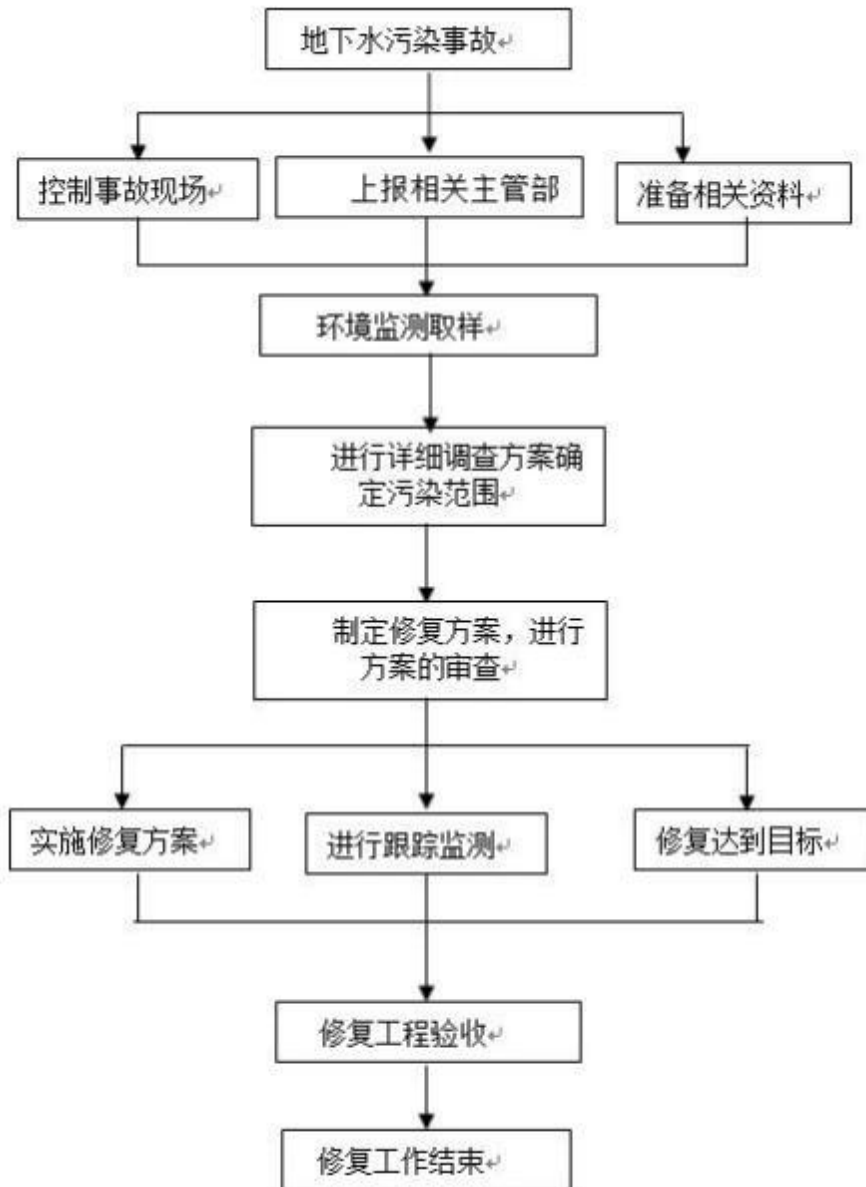 地下水污染事故
控制事故现场
上报相关主管部
准备相关资料
环境监测取样
进行详细调查方案确
定污染范围
制定修复方案，进行
方案的审查
实施修复方案
进行跟踪监测
修复达到目标
修复工程验收
修复工作结束